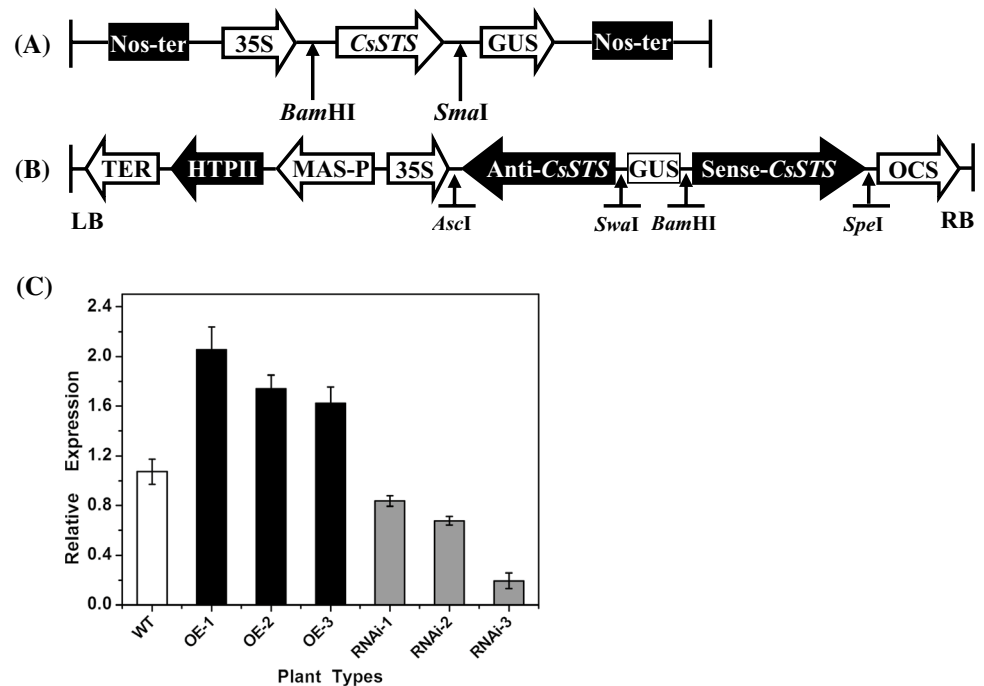 (A) Nos-ter 35S CsSTS GUS Nos-ter
BamHI SmaI
(B) TER HTPII MAS-P 35S Anti-CsSTS GUS Sense-CsSTS OCS
LB AscI SwaI BamHI SpeI RB
(C)
2.4
2.0
1.6
1.2
0.8
0.4
0.0
Relative Expression
WT OE-1 OE-2 OE-3 RNAi-1 RNAi-2 RNAi-3
Plant Types